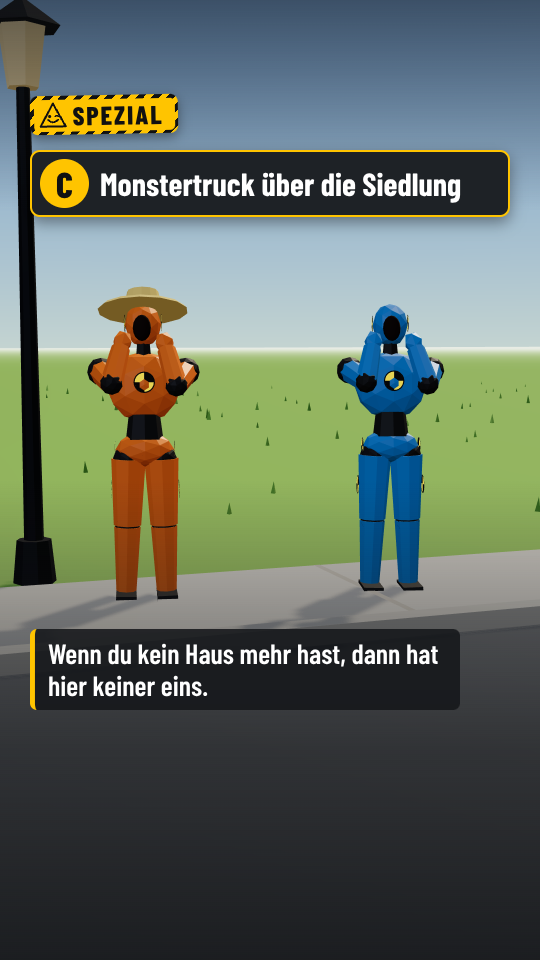 SPEZIAL
C Monstertruck über die Siedlung
Wenn du kein Haus mehr hast, dann hat
hier keiner eins.